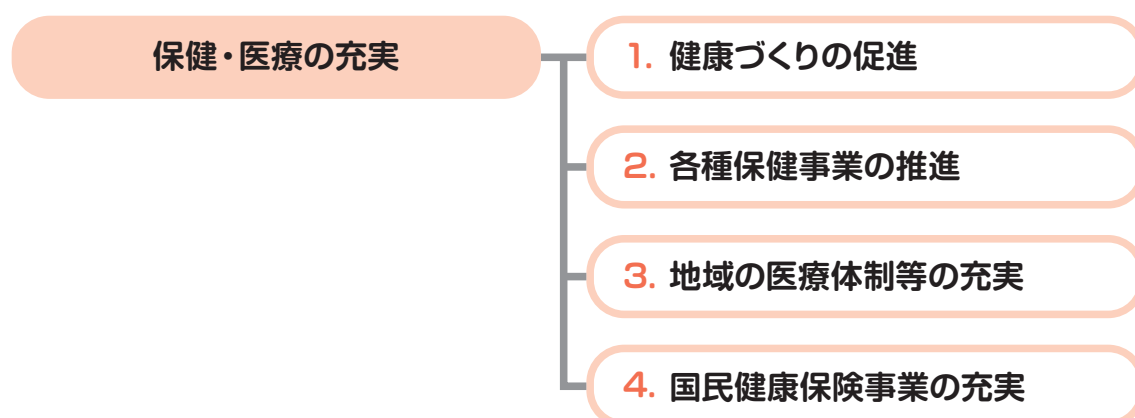 保健・医療の充実
1. 健康づくりの促進
2. 各種保健事業の推進
3. 地域の医療体制等の充実
4. 国民健康保険事業の充実